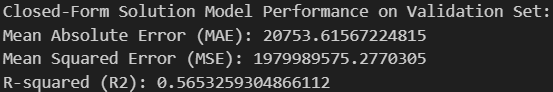 Closed-Form Solution Model Performance on Validation Set:
Mean Absolute Error (MAE): 20753.61567224815
Mean Squared Error (MSE): 1979989575.2770305
R-squared (R2): 0.5653259304866112